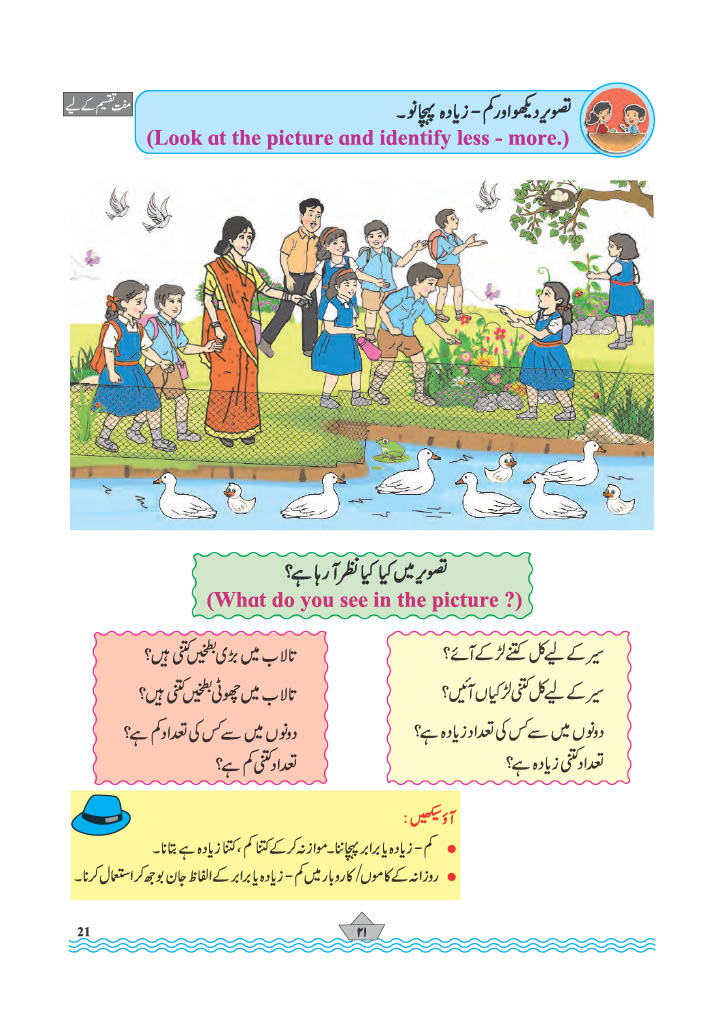 مفت تقسیم کے لیے
تصویر دیکھو اور کم - زیادہ پہچانو۔
(Look at the picture and identify less - more.)
تصویر میں کیا کیا نظر آ رہا ہے؟
(What do you see in the picture ?)
سیر کے لیے کل کتنے لڑکے آئے؟
سیر کے لیے کل کتنی لڑکیاں آئیں؟
دونوں میں سے کس کی تعداد زیادہ ہے؟
تعداد کتنی زیادہ ہے؟
تالاب میں بڑی بطخیں کتنی ہیں؟
تالاب میں چھوٹی بطخیں کتنی ہیں؟
دونوں میں سے کس کی تعداد کم ہے؟
تعداد کتنی کم ہے؟
آؤ سیکھیں :
● کم - زیادہ یا برابر پہچاننا۔ موازنہ کر کے کتنا کم ، کتنا زیادہ ہے بتانا۔
● روزانہ کے کاموں/ کاروبار میں کم - زیادہ یا برابر کے الفاظ جان بوجھ کر استعمال کرنا۔
21
۲۱